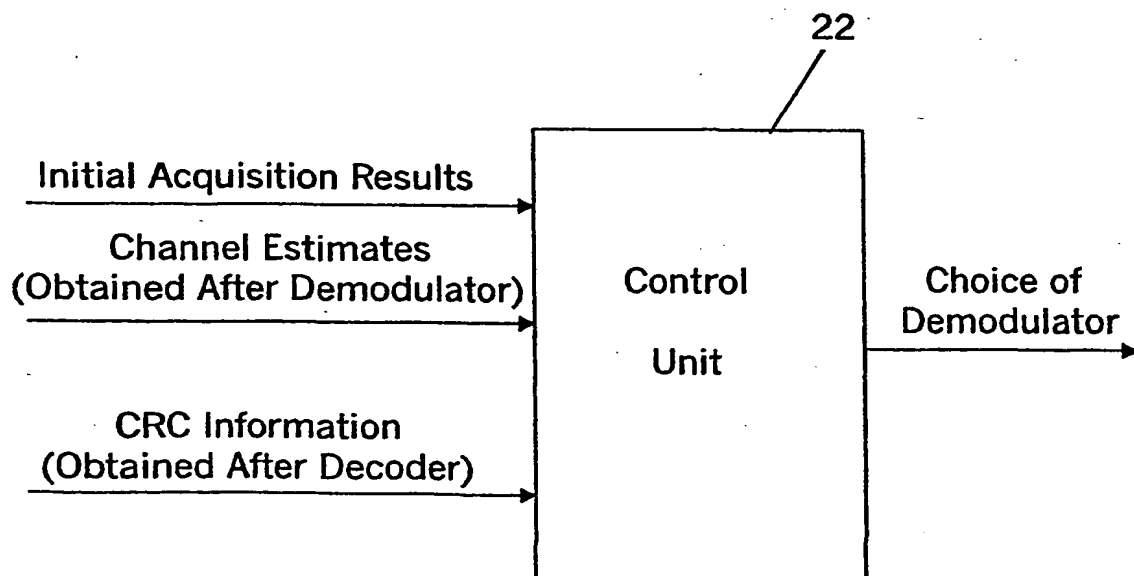 22
Initial Acquisition Results
Channel Estimates
(Obtained After Demodulator)
CRC Information
(Obtained After Decoder)
Control
Unit
Choice of
Demodulator